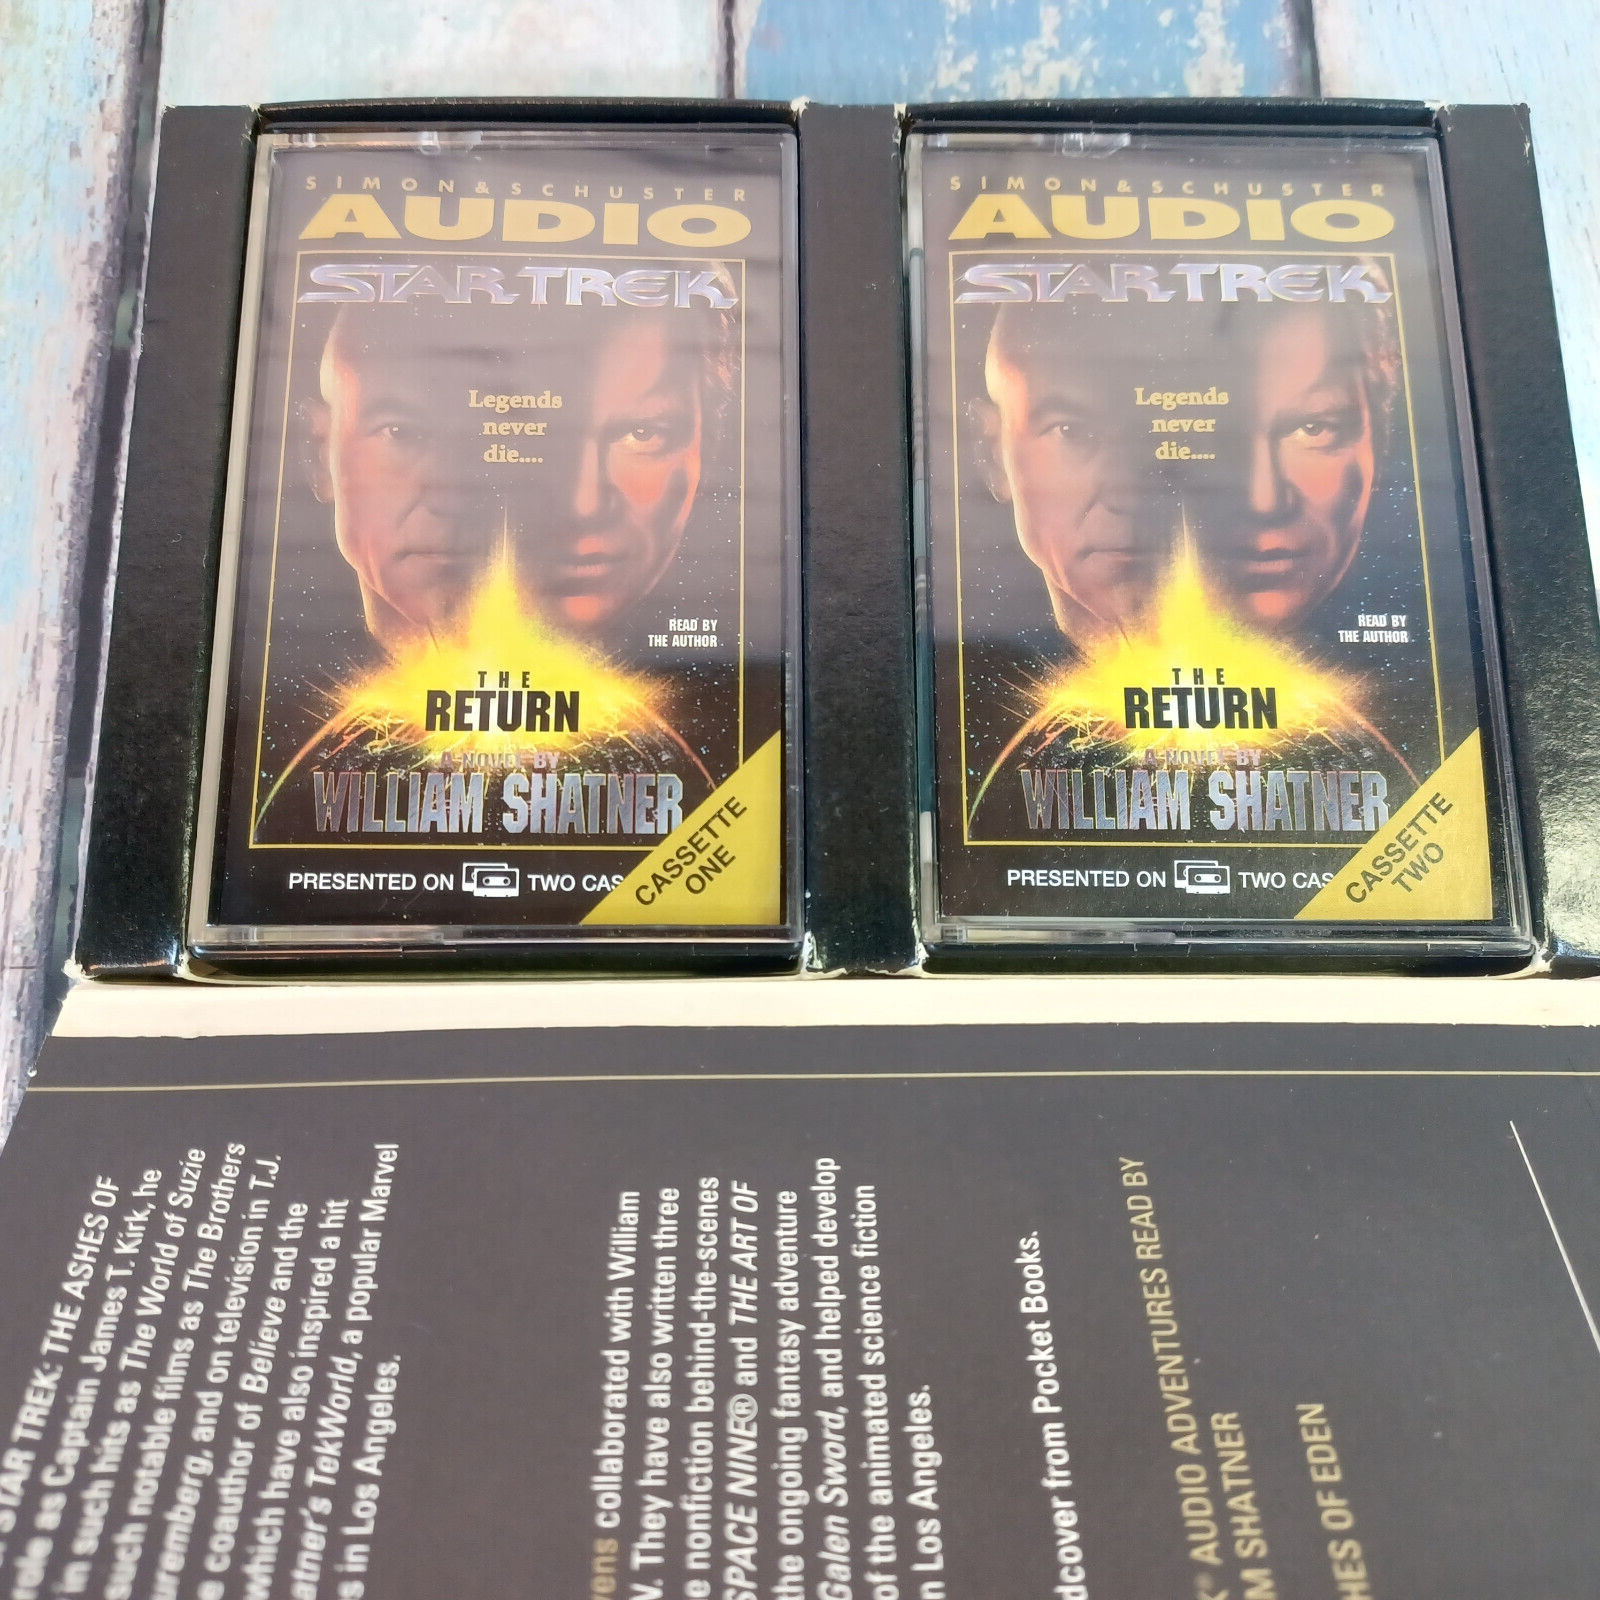 SIMON & SCHUSTER
AUDIO
STAR TREK
Legends
never
die....
READ BY
THE AUTHOR
THE
RETURN
A NOVEL BY
WILLIAM SHATNER
PRESENTED ON TWO CAS
CASSETTE
ONE
SIMON & SCHUSTER
AUDIO
STAR TREK
Legends
never
die....
READ BY
THE AUTHOR
THE
RETURN
A NOVEL BY
WILLIAM SHATNER
PRESENTED ON TWO CAS
CASSETTE
TWO
STAR TREK: THE ASHES OF
as Captain James T. Kirk, he
in such hits as The World of Suzie
such notable films as The Brothers
and on television in T.J.
coauthor of Believe and the
which have also inspired a hit
TekWorld, a popular Marvel
s in Los Angeles.
collaborated with William
V. They have also written three
nonfiction behind-the-scenes
SPACE NINE® and THE ART OF
the ongoing fantasy adventure
Galen Sword, and helped develop
of the animated science fiction
n Los Angeles.
from Pocket Books.
AUDIO ADVENTURES READ BY
M SHATNER
HES OF EDEN